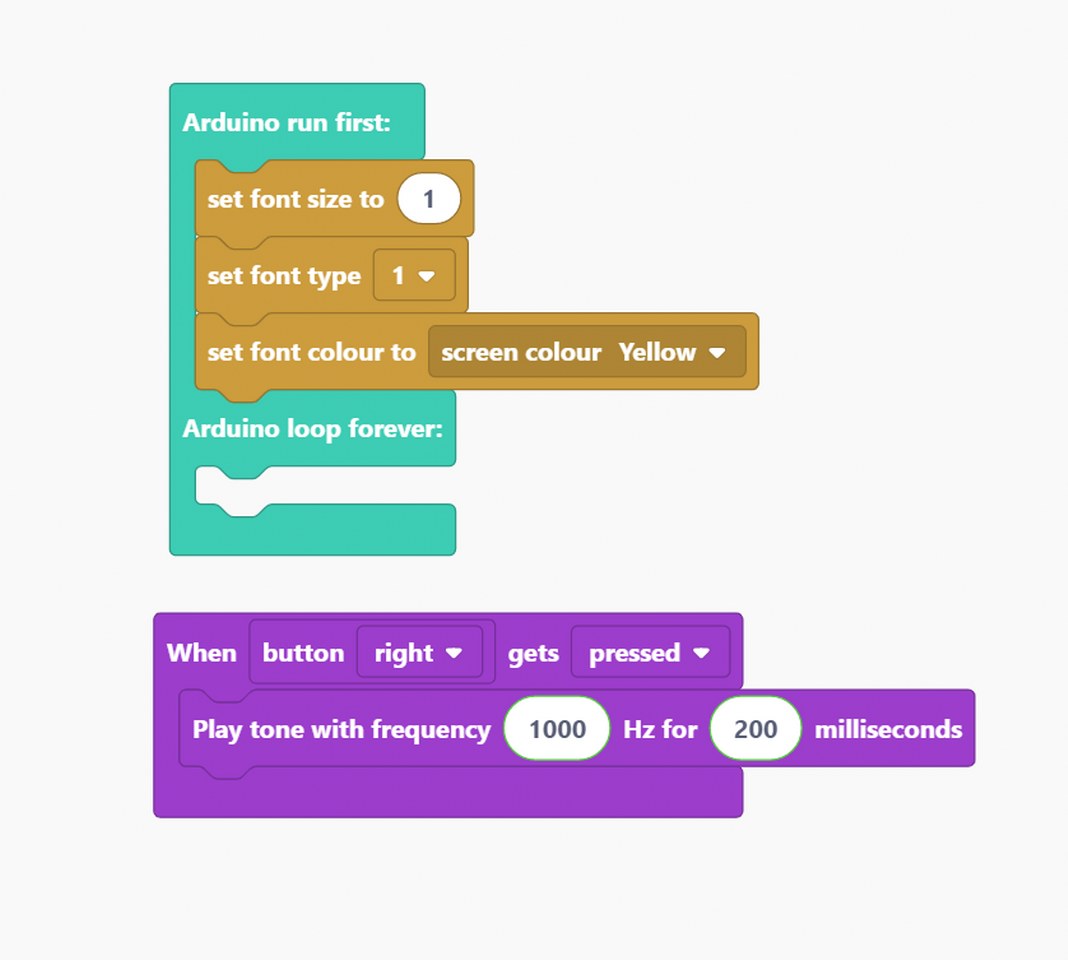 Arduino run first:
set font size to 1
set font type 1
set font colour to screen colour Yellow
Arduino loop forever:
When button right gets pressed
Play tone with frequency 1000 Hz for 200 milliseconds